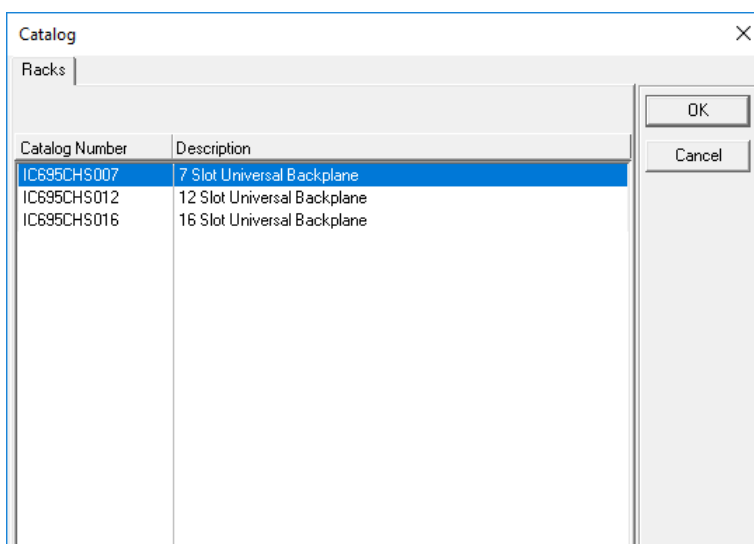 Catalog
Racks
OK
Cancel
Catalog Number Description
IC695CHS007 7 Slot Universal Backplane
IC695CHS012 12 Slot Universal Backplane
IC695CHS016 16 Slot Universal Backplane